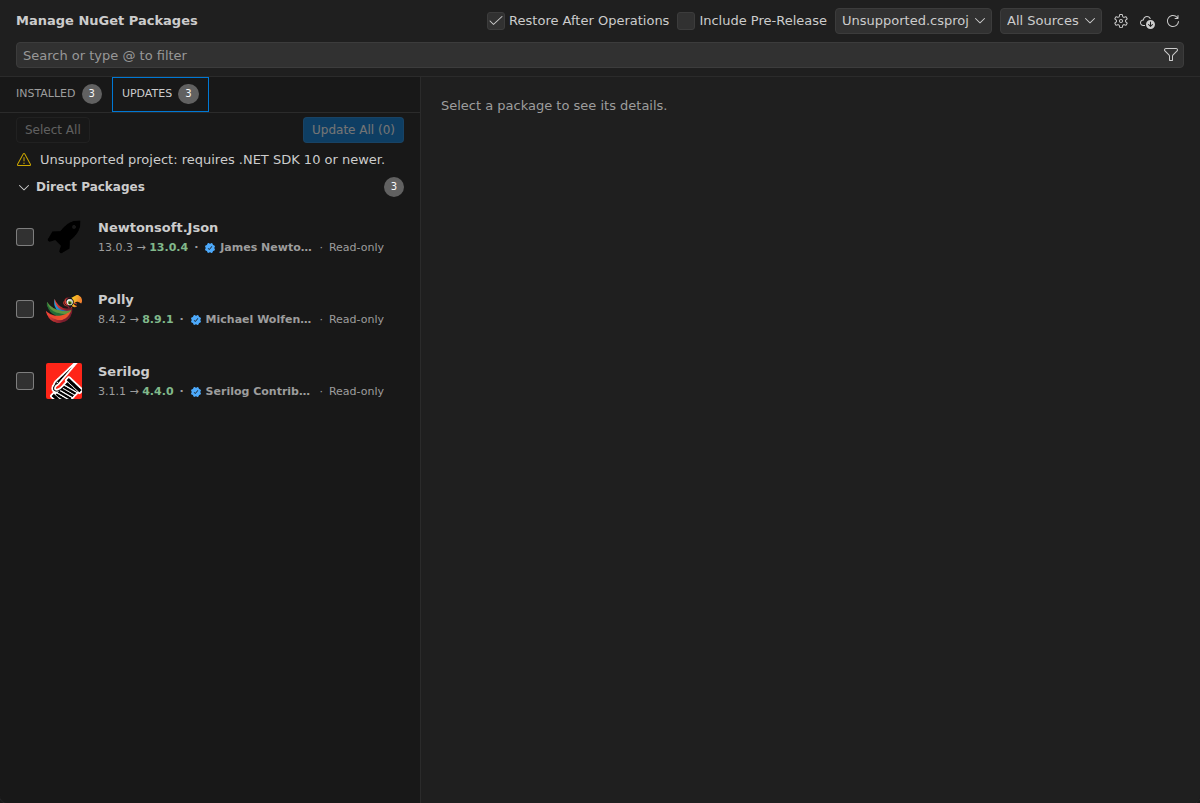 Manage NuGet Packages
Restore After Operations
Include Pre-Release
Unsupported.csproj
All Sources
Search or type @ to filter
INSTALLED 3
UPDATES 3
Select a package to see its details.
Select All
Update All (0)
Unsupported project: requires .NET SDK 10 or newer.
Direct Packages 3
Newtonsoft.Json
13.0.3 → 13.0.4 · James Newto… · Read-only
Polly
8.4.2 → 8.9.1 · Michael Wolfen… · Read-only
Serilog
3.1.1 → 4.4.0 · Serilog Contrib… · Read-only